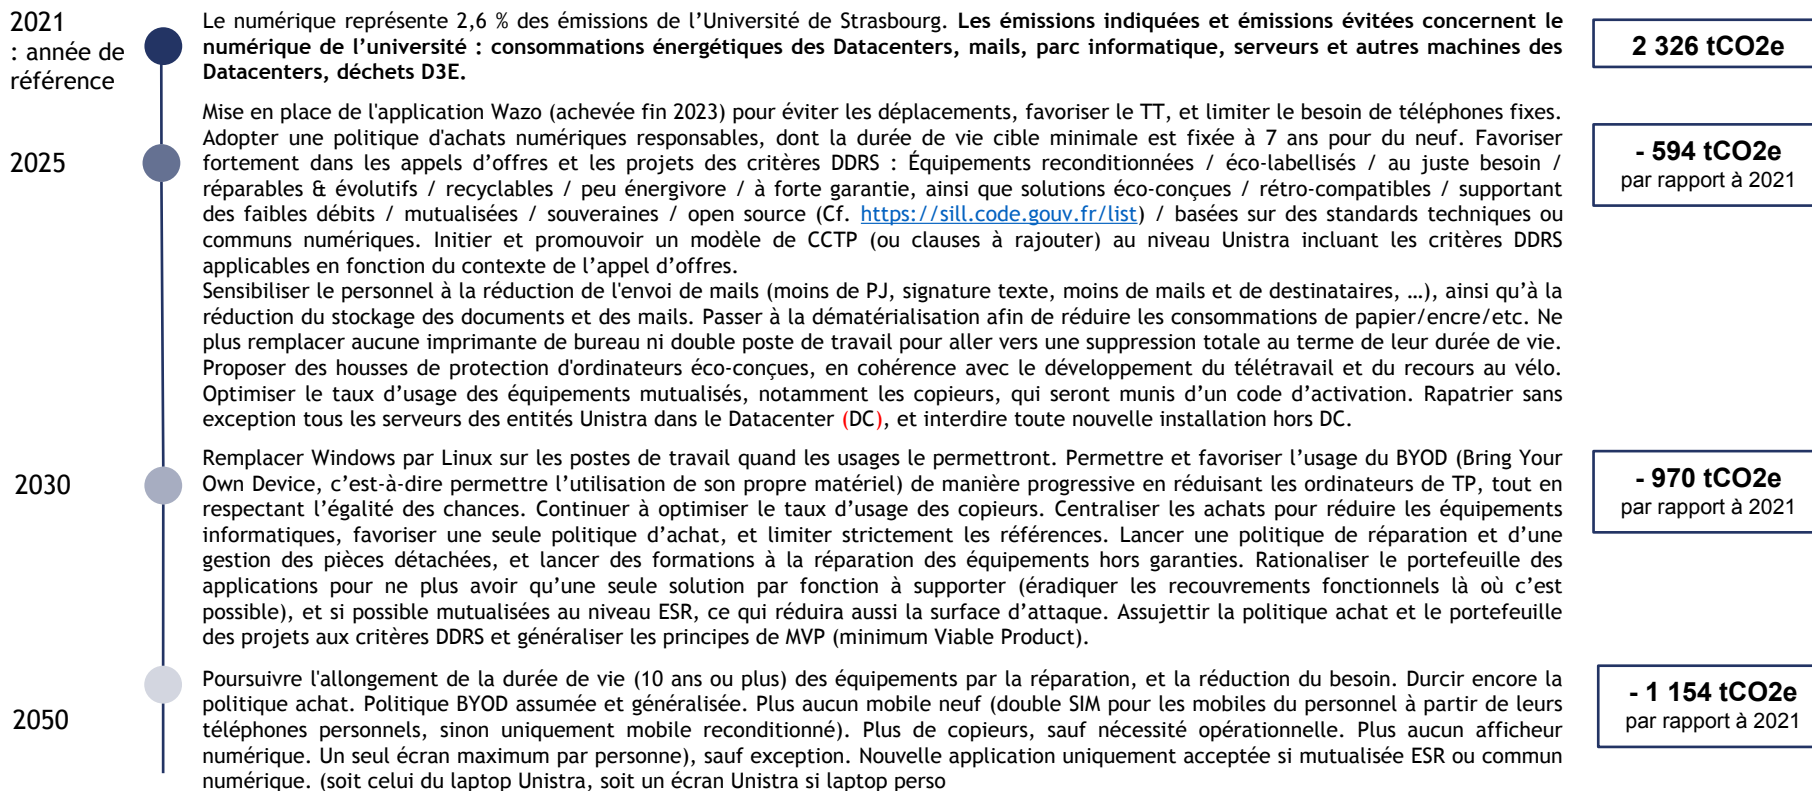 2021
: année de
référence
Le numérique représente 2,6 % des émissions de l’Université de Strasbourg. Les émissions indiquées et émissions évitées concernent le
numérique de l’université : consommations énergétiques des Datacenters, mails, parc informatique, serveurs et autres machines des
Datacenters, déchets D3E.
2 326 tCO2e
2025
Mise en place de l'application Wazo (achevée fin 2023) pour éviter les déplacements, favoriser le TT, et limiter le besoin de téléphones fixes.
Adopter une politique d'achats numériques responsables, dont la durée de vie cible minimale est fixée à 7 ans pour du neuf. Favoriser
fortement dans les appels d’offres et les projets des critères DDRS : Équipements reconditionnées / éco-labellisés / au juste besoin /
réparables & évolutifs / recyclables / peu énergivore / à forte garantie, ainsi que solutions éco-conçues / rétro-compatibles / supportant
des faibles débits / mutualisées / souveraines / open source (Cf. https://sill.code.gouv.fr/list) / basées sur des standards techniques ou
communs numériques. Initier et promouvoir un modèle de CCTP (ou clauses à rajouter) au niveau Unistra incluant les critères DDRS
applicables en fonction du contexte de l’appel d’offres.
Sensibiliser le personnel à la réduction de l'envoi de mails (moins de PJ, signature texte, moins de mails et de destinataires, …), ainsi qu’à la
réduction du stockage des documents et des mails. Passer à la dématérialisation afin de réduire les consommations de papier/encre/etc. Ne
plus remplacer aucune imprimante de bureau ni double poste de travail pour aller vers une suppression totale au terme de leur durée de vie.
Proposer des housses de protection d'ordinateurs éco-conçues, en cohérence avec le développement du télétravail et du recours au vélo.
Optimiser le taux d’usage des équipements mutualisés, notamment les copieurs, qui seront munis d’un code d’activation. Rapatrier sans
exception tous les serveurs des entités Unistra dans le Datacenter (DC), et interdire toute nouvelle installation hors DC.
- 594 tCO2e
par rapport à 2021
2030
Remplacer Windows par Linux sur les postes de travail quand les usages le permettront. Permettre et favoriser l’usage du BYOD (Bring Your
Own Device, c’est-à-dire permettre l’utilisation de son propre matériel) de manière progressive en réduisant les ordinateurs de TP, tout en
respectant l’égalité des chances. Continuer à optimiser le taux d’usage des copieurs. Centraliser les achats pour réduire les équipements
informatiques, favoriser une seule politique d’achat, et limiter strictement les références. Lancer une politique de réparation et d’une
gestion des pièces détachées, et lancer des formations à la réparation des équipements hors garanties. Rationaliser le portefeuille des
applications pour ne plus avoir qu’une seule solution par fonction à supporter (éradiquer les recouvrements fonctionnels là où c’est
possible), et si possible mutualisées au niveau ESR, ce qui réduira aussi la surface d’attaque. Assujettir la politique achat et le portefeuille
des projets aux critères DDRS et généraliser les principes de MVP (minimum Viable Product).
- 970 tCO2e
par rapport à 2021
2050
Poursuivre l'allongement de la durée de vie (10 ans ou plus) des équipements par la réparation, et la réduction du besoin. Durcir encore la
politique achat. Politique BYOD assumée et généralisée. Plus aucun mobile neuf (double SIM pour les mobiles du personnel à partir de leurs
téléphones personnels, sinon uniquement mobile reconditionné). Plus de copieurs, sauf nécessité opérationnelle. Plus aucun afficheur
numérique. Un seul écran maximum par personne), sauf exception. Nouvelle application uniquement acceptée si mutualisée ESR ou commun
numérique. (soit celui du laptop Unistra, soit un écran Unistra si laptop perso
- 1 154 tCO2e
par rapport à 2021